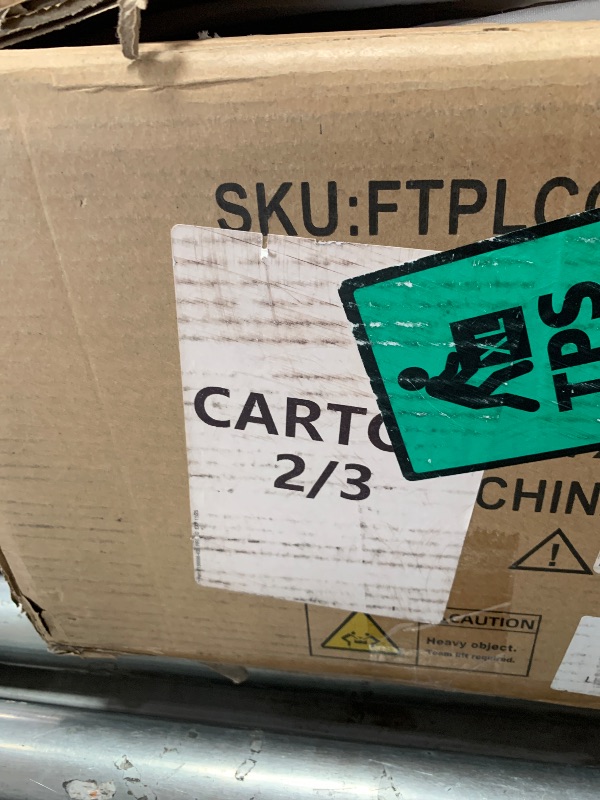 SKU:FTPLC
TPS
CARTO
2/3
CHIN
CAUTION
Heavy object.
Team lift required.